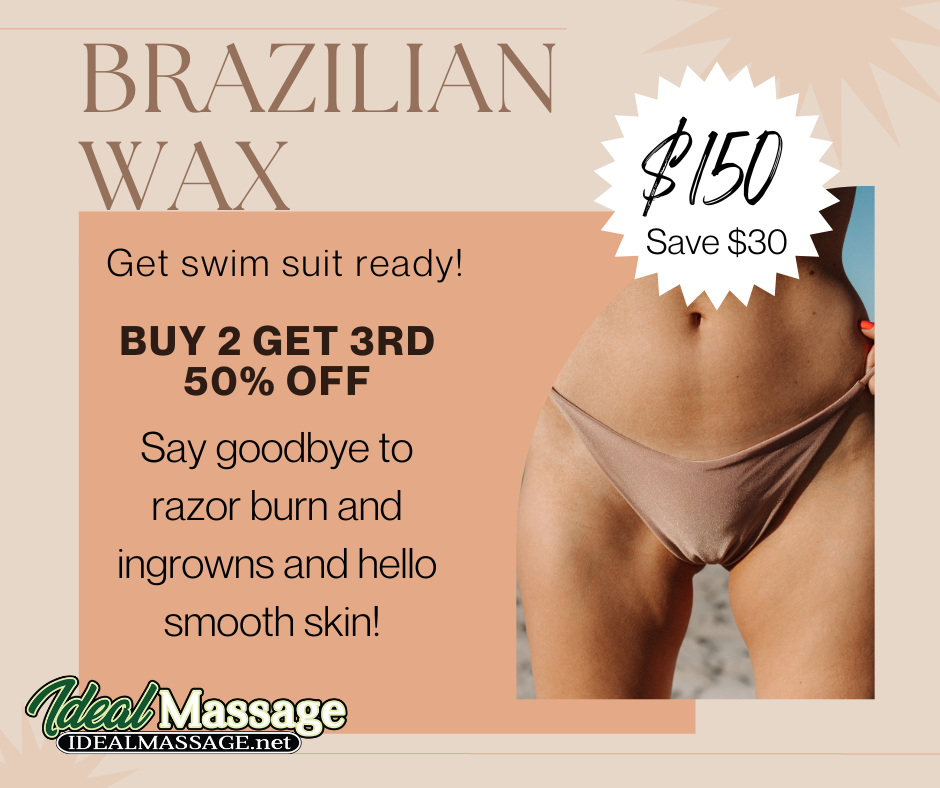 BRAZILIAN
WAX
$150
Save $30
Get swim suit ready!
BUY 2 GET 3RD
50% OFF
Say goodbye to
razor burn and
ingrowns and hello
smooth skin!
Ideal Massage
IDEALMASSAGE.net